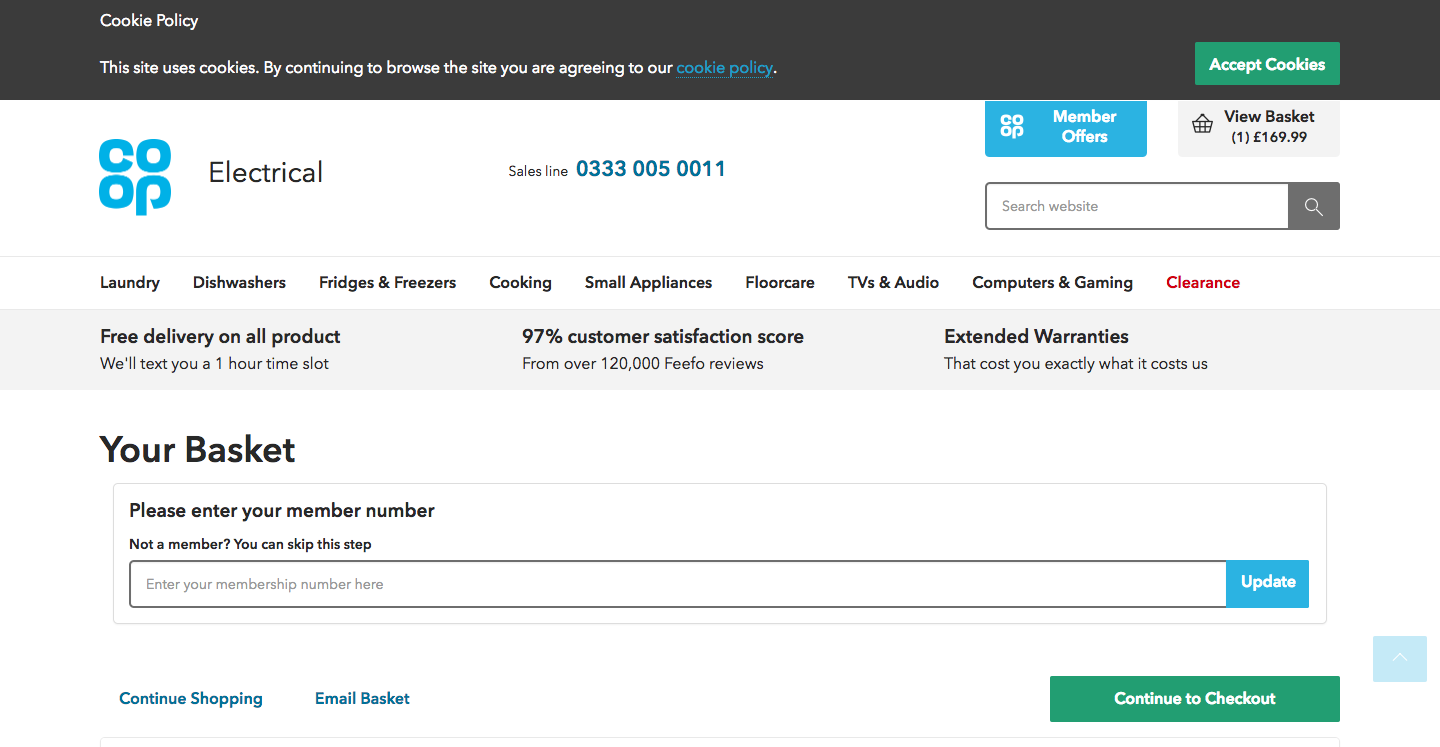 Cookie Policy
This site uses cookies. By continuing to browse the site you are agreeing to our cookie policy.
Accept Cookies
co
op
Electrical
Sales line 0333 005 0011
co
op
Member
Offers
View Basket
(1) £169.99
Search website
Laundry
Dishwashers
Fridges & Freezers
Cooking
Small Appliances
Floorcare
TVs & Audio
Computers & Gaming
Clearance
Free delivery on all product
We'll text you a 1 hour time slot
97% customer satisfaction score
From over 120,000 Feefo reviews
Extended Warranties
That cost you exactly what it costs us
Your Basket
Please enter your member number
Not a member? You can skip this step
Enter your membership number here
Update
Continue Shopping
Email Basket
Continue to Checkout